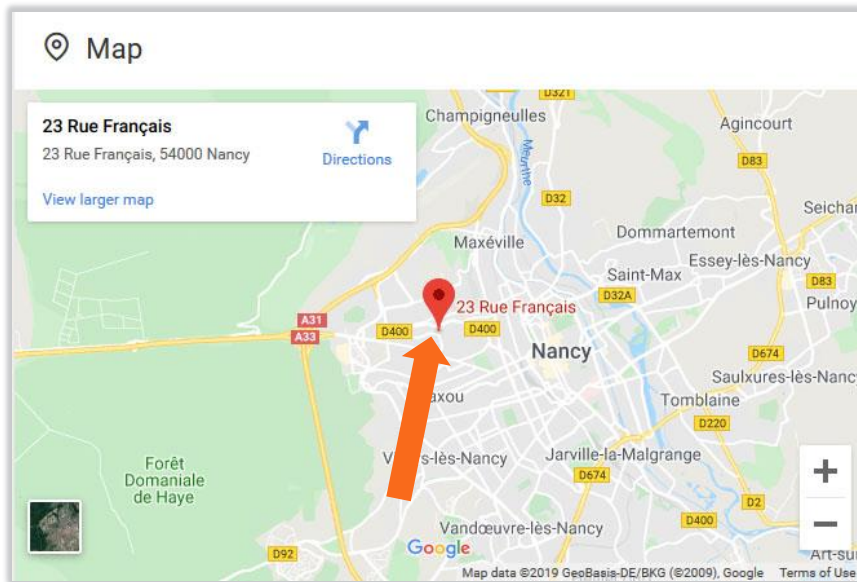 Map
23 Rue Français
23 Rue Français, 54000 Nancy
Directions
View larger map
D321
Champigneulles
Meurthe
Agincourt
D83
D32
Seichar
Maxéville
Dommartemont
Essey-lès-Nancy
Saint-Max
D83
D32A
Pulnoy
23 Rue Français
A31
A33
D400
D400
Nancy
D674
Saulxures-lès-Nanc
axou
Tomblaine
D220
Forêt
Domaniale
de Haye
V
s-lès-Nancy
Jarville-la-Malgrange
D674
D2
D400
Vandœuvre-lès-Nancy
D92
Google
Art-su
Map data ©2019 GeoBasis-DE/BKG (©2009), Google
Terms of Use